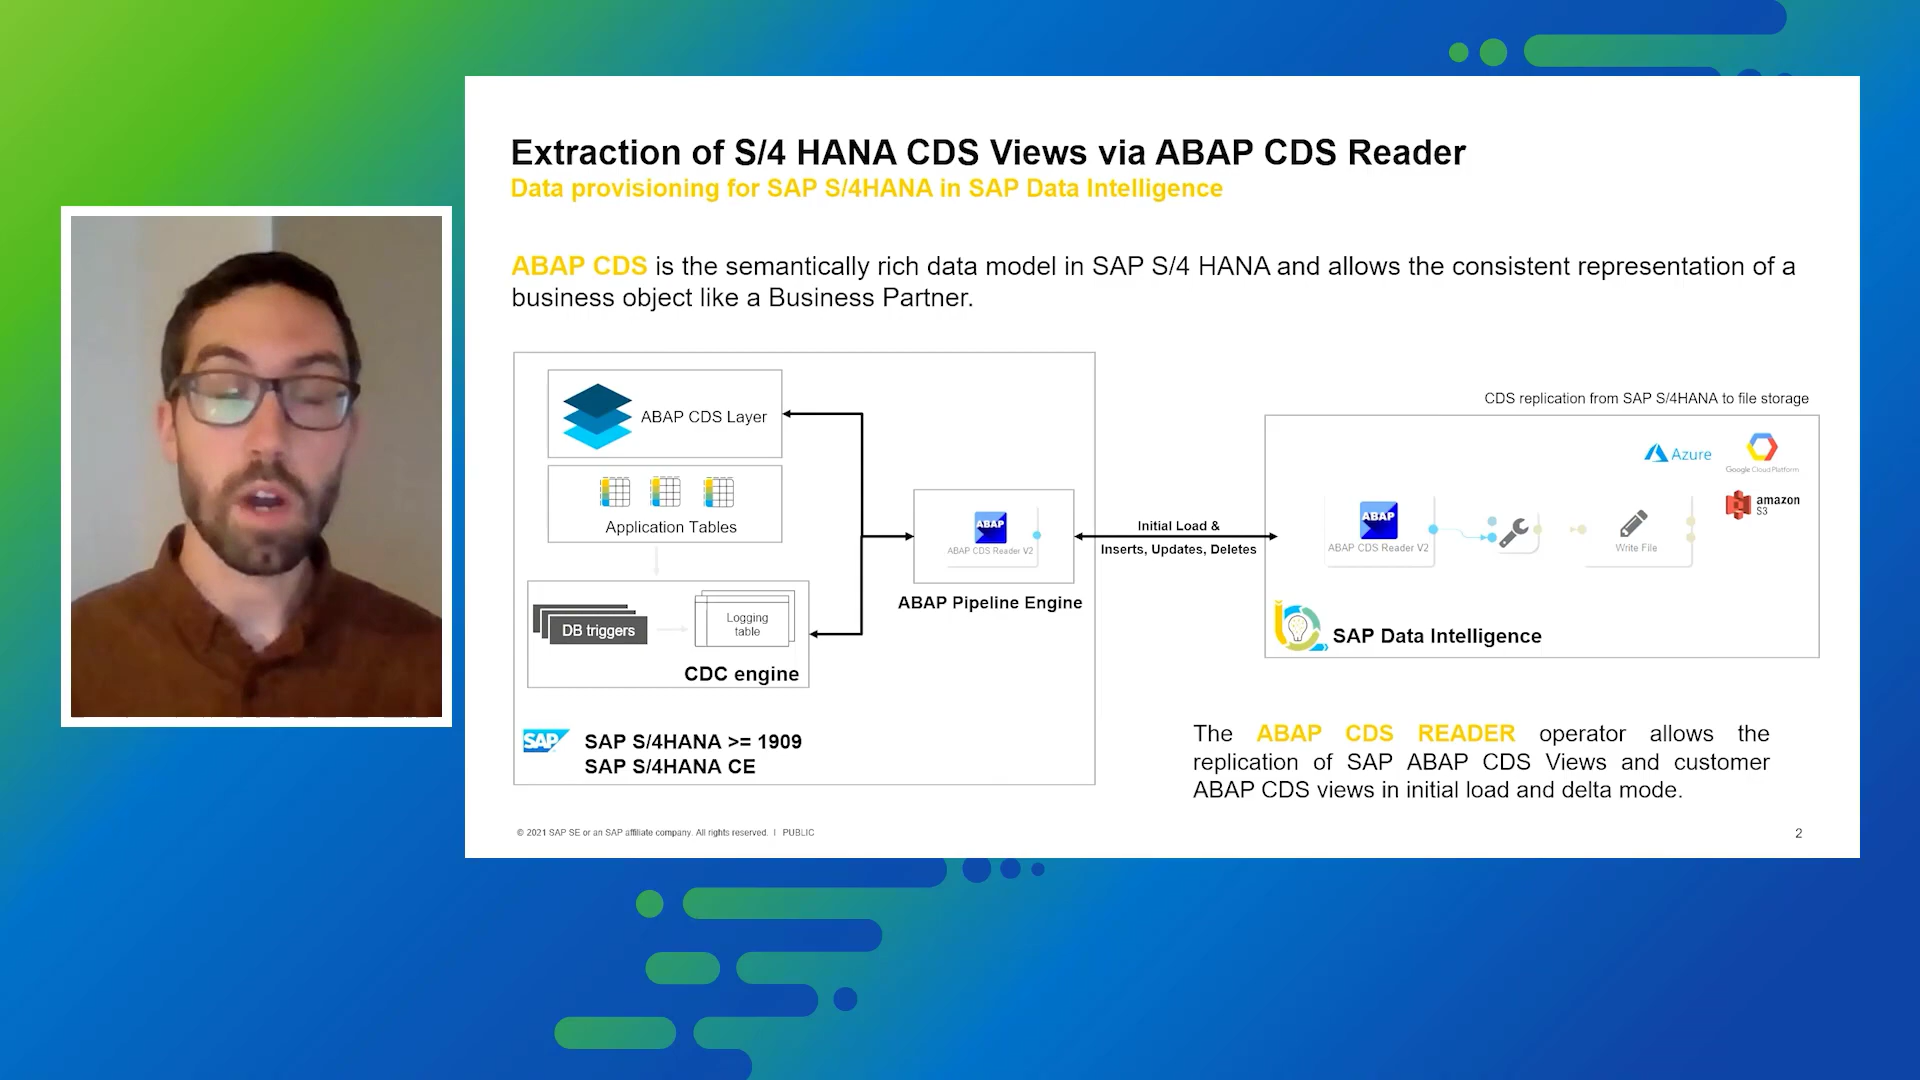 Extraction of S/4 HANA CDS Views via ABAP CDS Reader
Data provisioning for SAP S/4HANA in SAP Data Intelligence
ABAP CDS is the semantically rich data model in SAP S/4 HANA and allows the consistent representation of a
business object like a Business Partner.
ABAP CDS Layer
Application Tables
DB triggers
Logging
table
CDC engine
SAP
SAP S/4HANA >= 1909
SAP S/4HANA CE
ABAP
ABAP CDS Reader V2
ABAP Pipeline Engine
Initial Load &
Inserts, Updates, Deletes
CDS replication from SAP S/4HANA to file storage
Azure
Google Cloud Platform
amazon
S3
ABAP
ABAP CDS Reader V2
Write File
SAP Data Intelligence
The ABAP CDS READER operator allows the
replication of SAP ABAP CDS Views and customer
ABAP CDS views in initial load and delta mode.
© 2021 SAP SE or an SAP affiliate company. All rights reserved. I PUBLIC
2